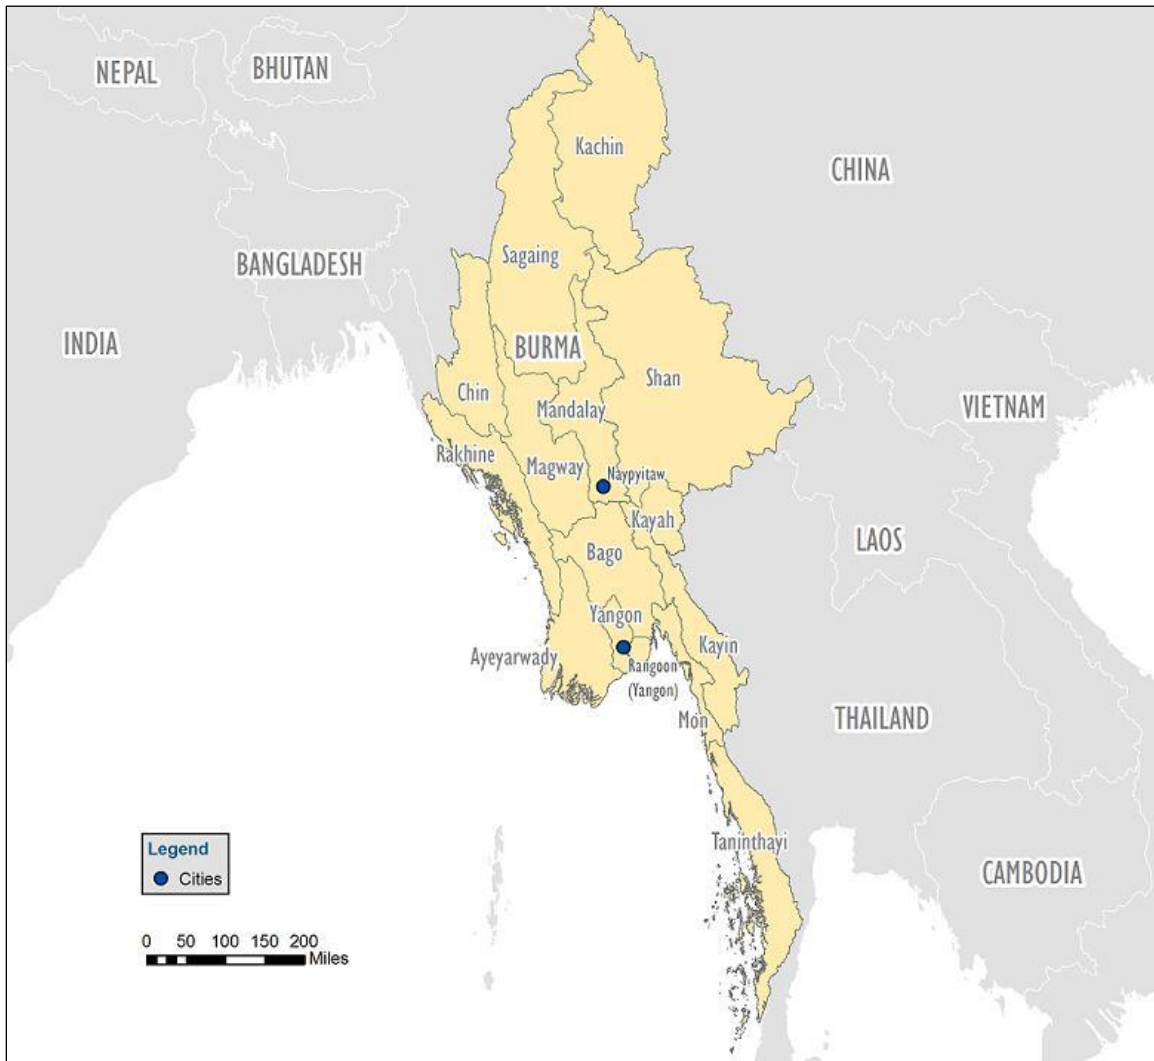 NEPAL
BHUTAN
Kachin
CHINA
Sagaing
BANGLADESH
INDIA
BURMA
Shan
Chin
Mandalay
VIETNAM
Rakhine
Magway
Naypyitaw
Kayah
LAOS
Bago
Yangon
Kayin
Ayeyarwady
Rangoon
(Yangon)
Mon
THAILAND
Taninthayi
Legend
Cities
CAMBODIA
0 50 100 150 200
Miles